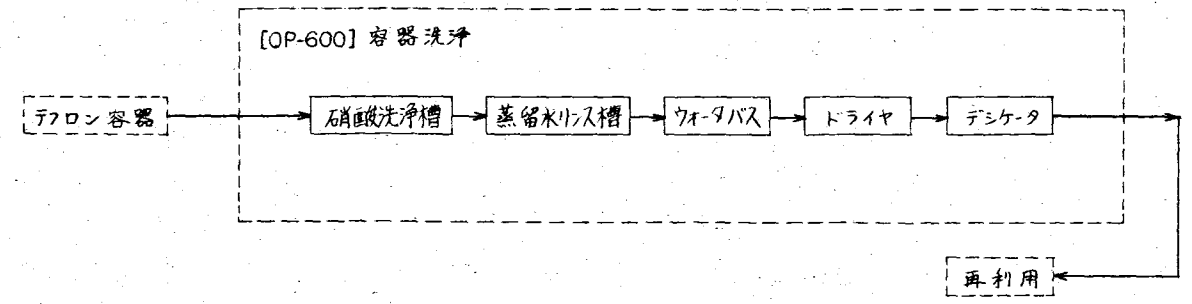 [OP-600] 容器洗浄
テフロン容器
硝酸洗浄槽
蒸留水リンス槽
ウォータバス
ドライヤ
デシケータ
再利用